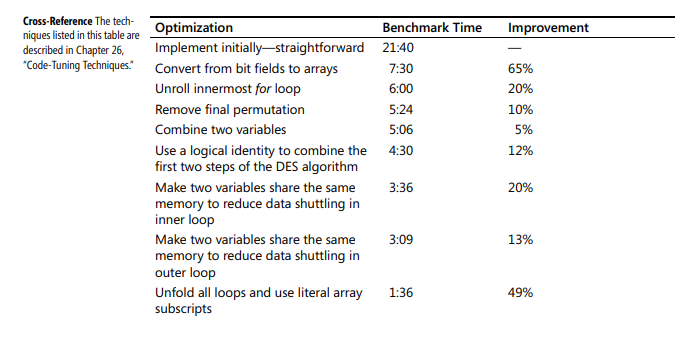 Cross-Reference The tech-
niques listed in this table are
described in Chapter 26,
“Code-Tuning Techniques.”
Optimization Benchmark Time Improvement
Implement initially—straightforward 21:40 —
Convert from bit fields to arrays 7:30 65%
Unroll innermost for loop 6:00 20%
Remove final permutation 5:24 10%
Combine two variables 5:06 5%
Use a logical identity to combine the 4:30 12%
first two steps of the DES algorithm
Make two variables share the same 3:36 20%
memory to reduce data shuttling in
inner loop
Make two variables share the same 3:09 13%
memory to reduce data shuttling in
outer loop
Unfold all loops and use literal array 1:36 49%
subscripts